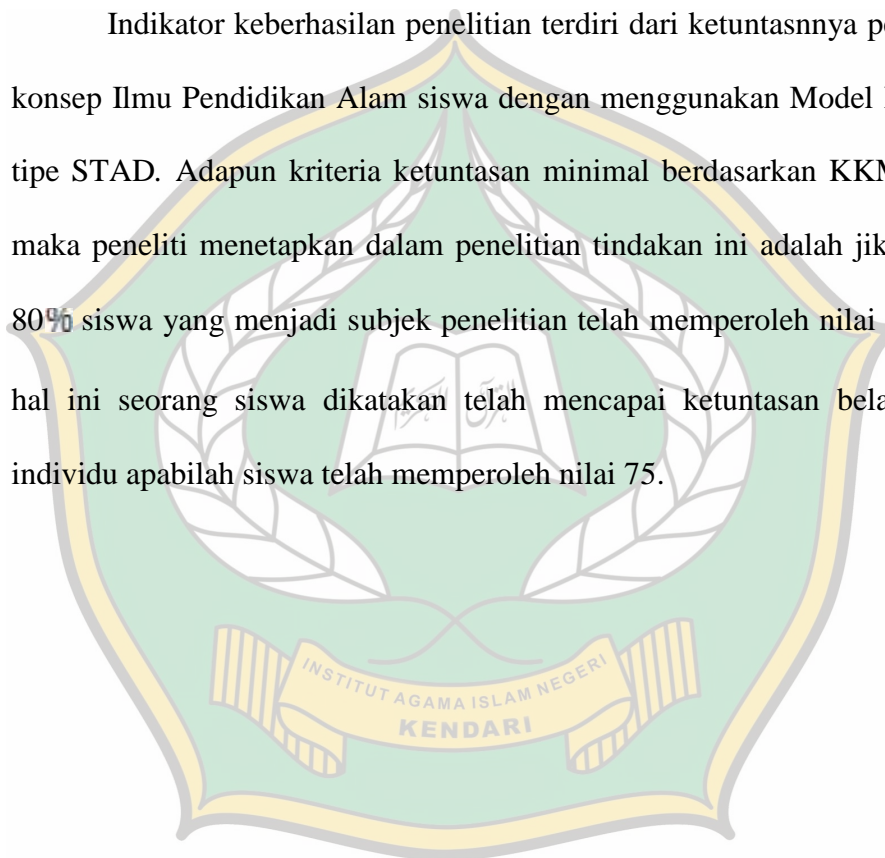 Indikator keberhasilan penelitian terdiri dari ketuntasnnya
konsep Ilmu Pendidikan Alam siswa dengan menggunakan Model
tipe STAD. Adapun kriteria ketuntasan minimal berdasarkan KKM
maka peneliti menetapkan dalam penelitian tindakan ini adalah
80% siswa yang menjadi subjek penelitian telah memperoleh nilai
hal ini seorang siswa dikatakan telah mencapai ketuntasan
individu apabilah siswa telah memperoleh nilai 75.
INSTITUT AGAMA ISLAM NEGERI
KENDARI